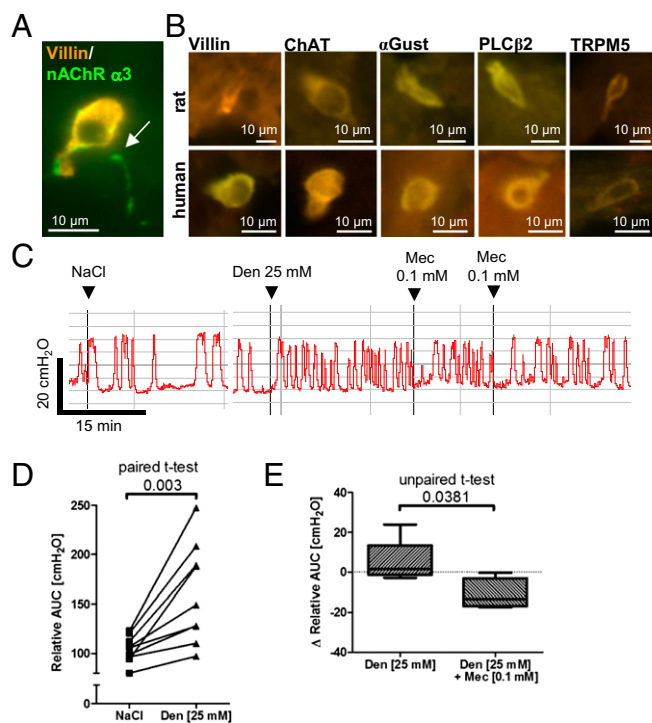 A
Villin/
nAChR α3
10 µm
B
Villin
ChAT
αGust
PLCβ2
TRPM5
rat
10 µm
10 µm
10 µm
10 µm
10 µm
human
10 µm
10 µm
10 µm
10 µm
10 µm
C
NaCl
Den 25 mM
Mec
0.1 mM
Mec
0.1 mM
20 cmH₂O
15 min
D
paired t-test
0.003
Relative AUC [cmH₂O]
250
200
150
100
0
NaCl
Den [25 mM]
E
unpaired t-test
0.0381
Δ Relative AUC [cmH₂O]
40
20
0
-20
-40
Den [25 mM]
Den [25 mM]
+ Mec [0.1 mM]